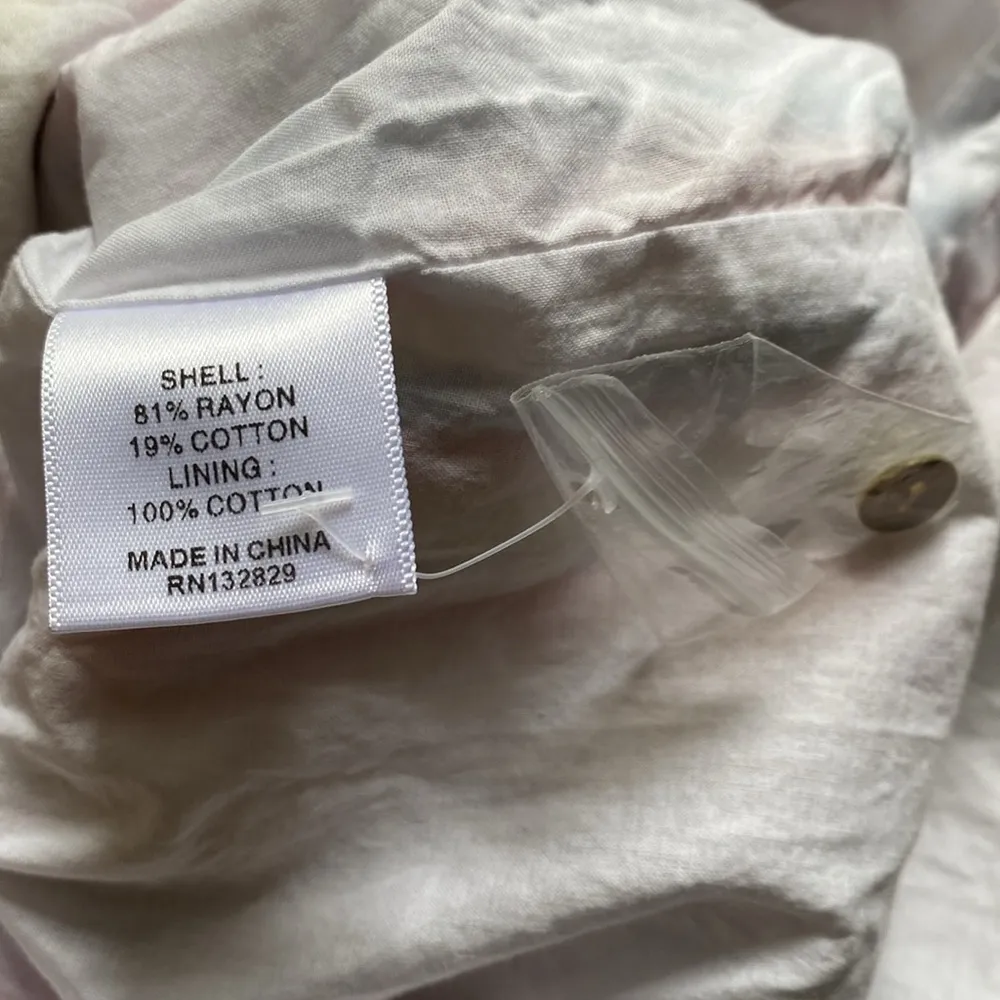 SHELL :
81% RAYON
19% COTTON
LINING :
100% COTTON
MADE IN CHINA
RN132829